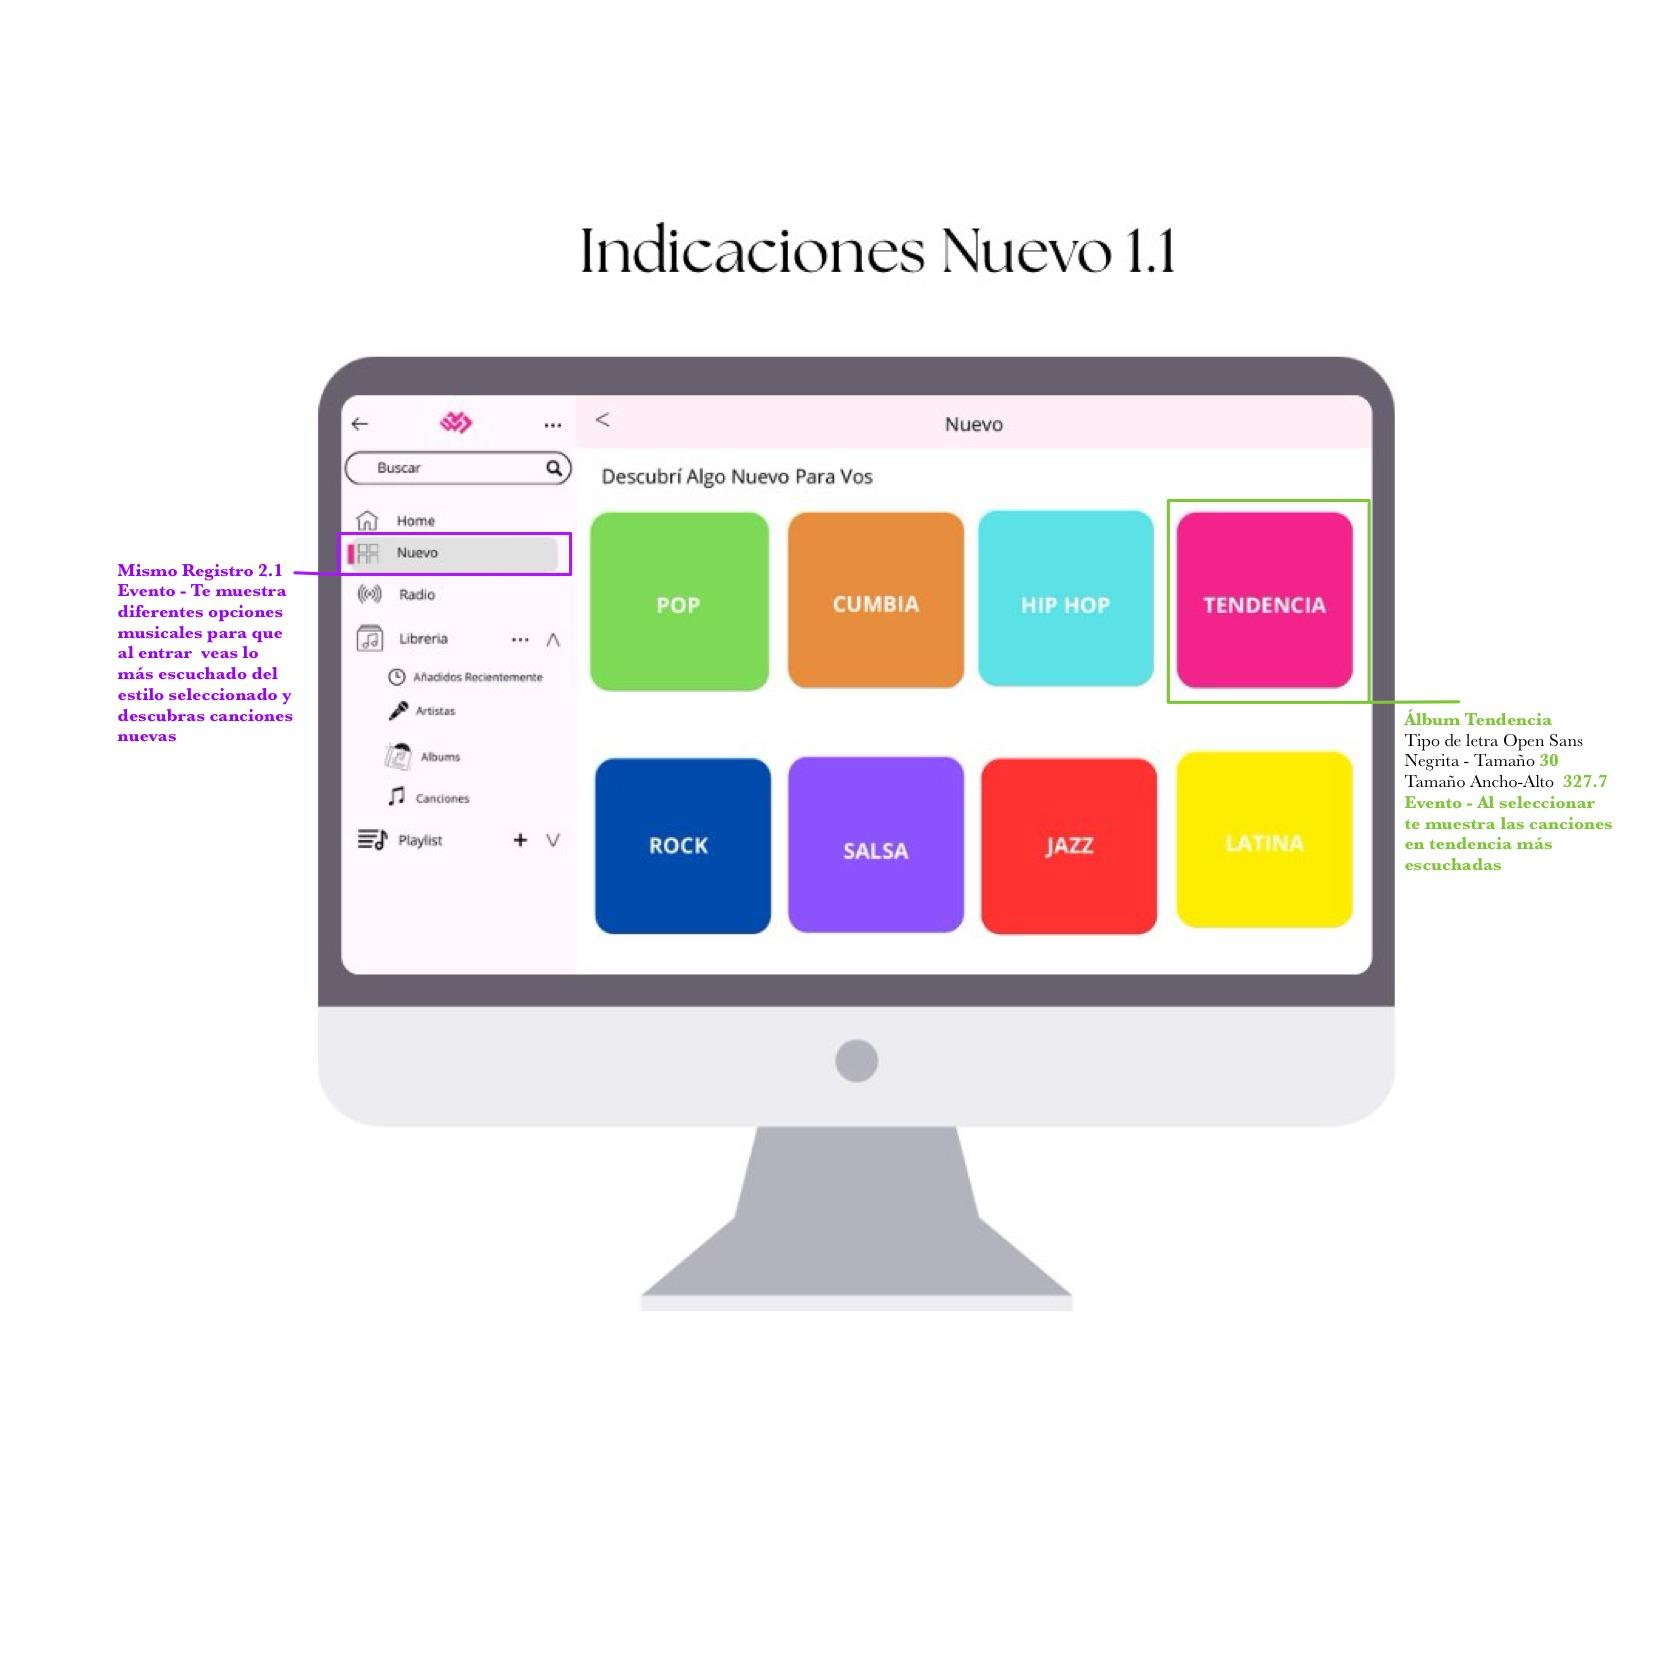 Indicaciones Nuevo 1.1
Buscar
Home
Nuevo
Radio
Libreria
Añadidos Recientemente
Artistas
Albums
Canciones
Playlist
Nuevo
Descubrí Algo Nuevo Para Vos
POP
CUMBIA
HIP HOP
TENDENCIA
ROCK
SALSA
JAZZ
LATINA
Mismo Registro 2.1
Evento - Te muestra
diferentes opciones
musicales para que
al entrar veas lo
más escuchado del
estilo seleccionado y
descubras canciones
nuevas
Álbum Tendencia
Tipo de letra Open Sans
Negrita - Tamaño 30
Tamaño Ancho-Alto 327.7
Evento - Al seleccionar
te muestra las canciones
en tendencia más
escuchadas